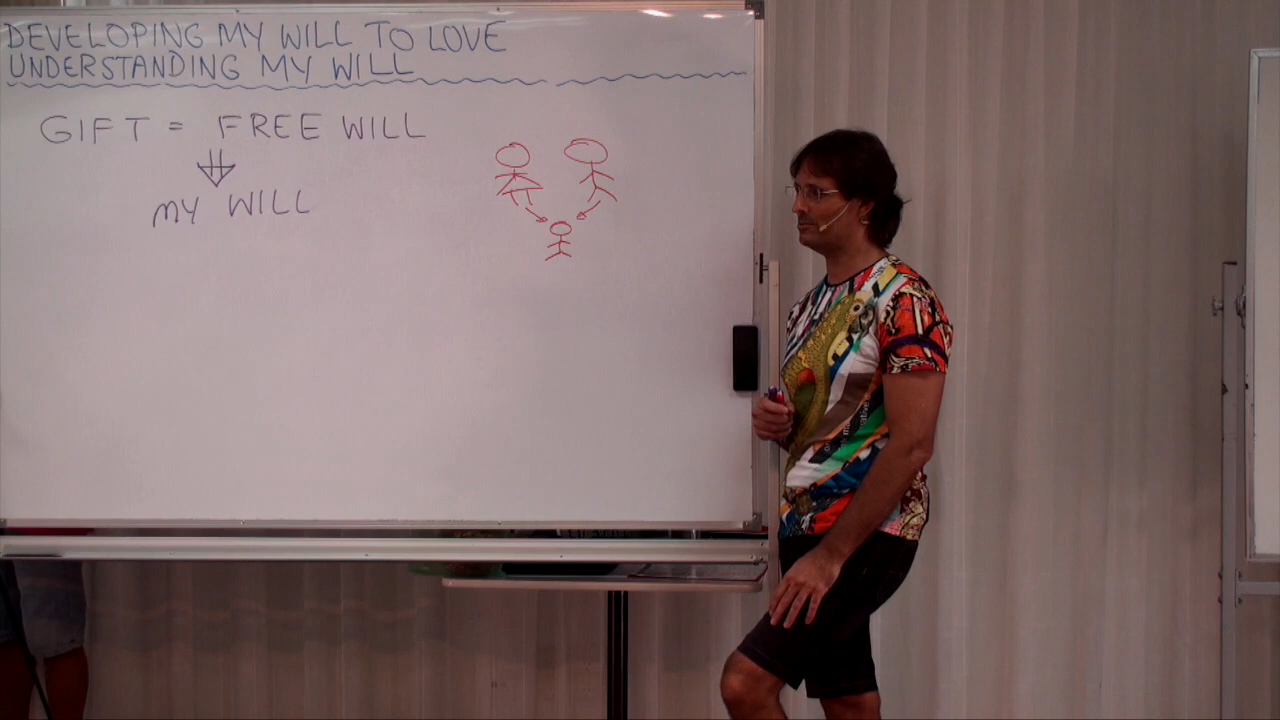 DEVELOPING MY WILL TO LOVE
UNDERSTANDING MY WILL
GIFT = FREE WILL
MY WILL